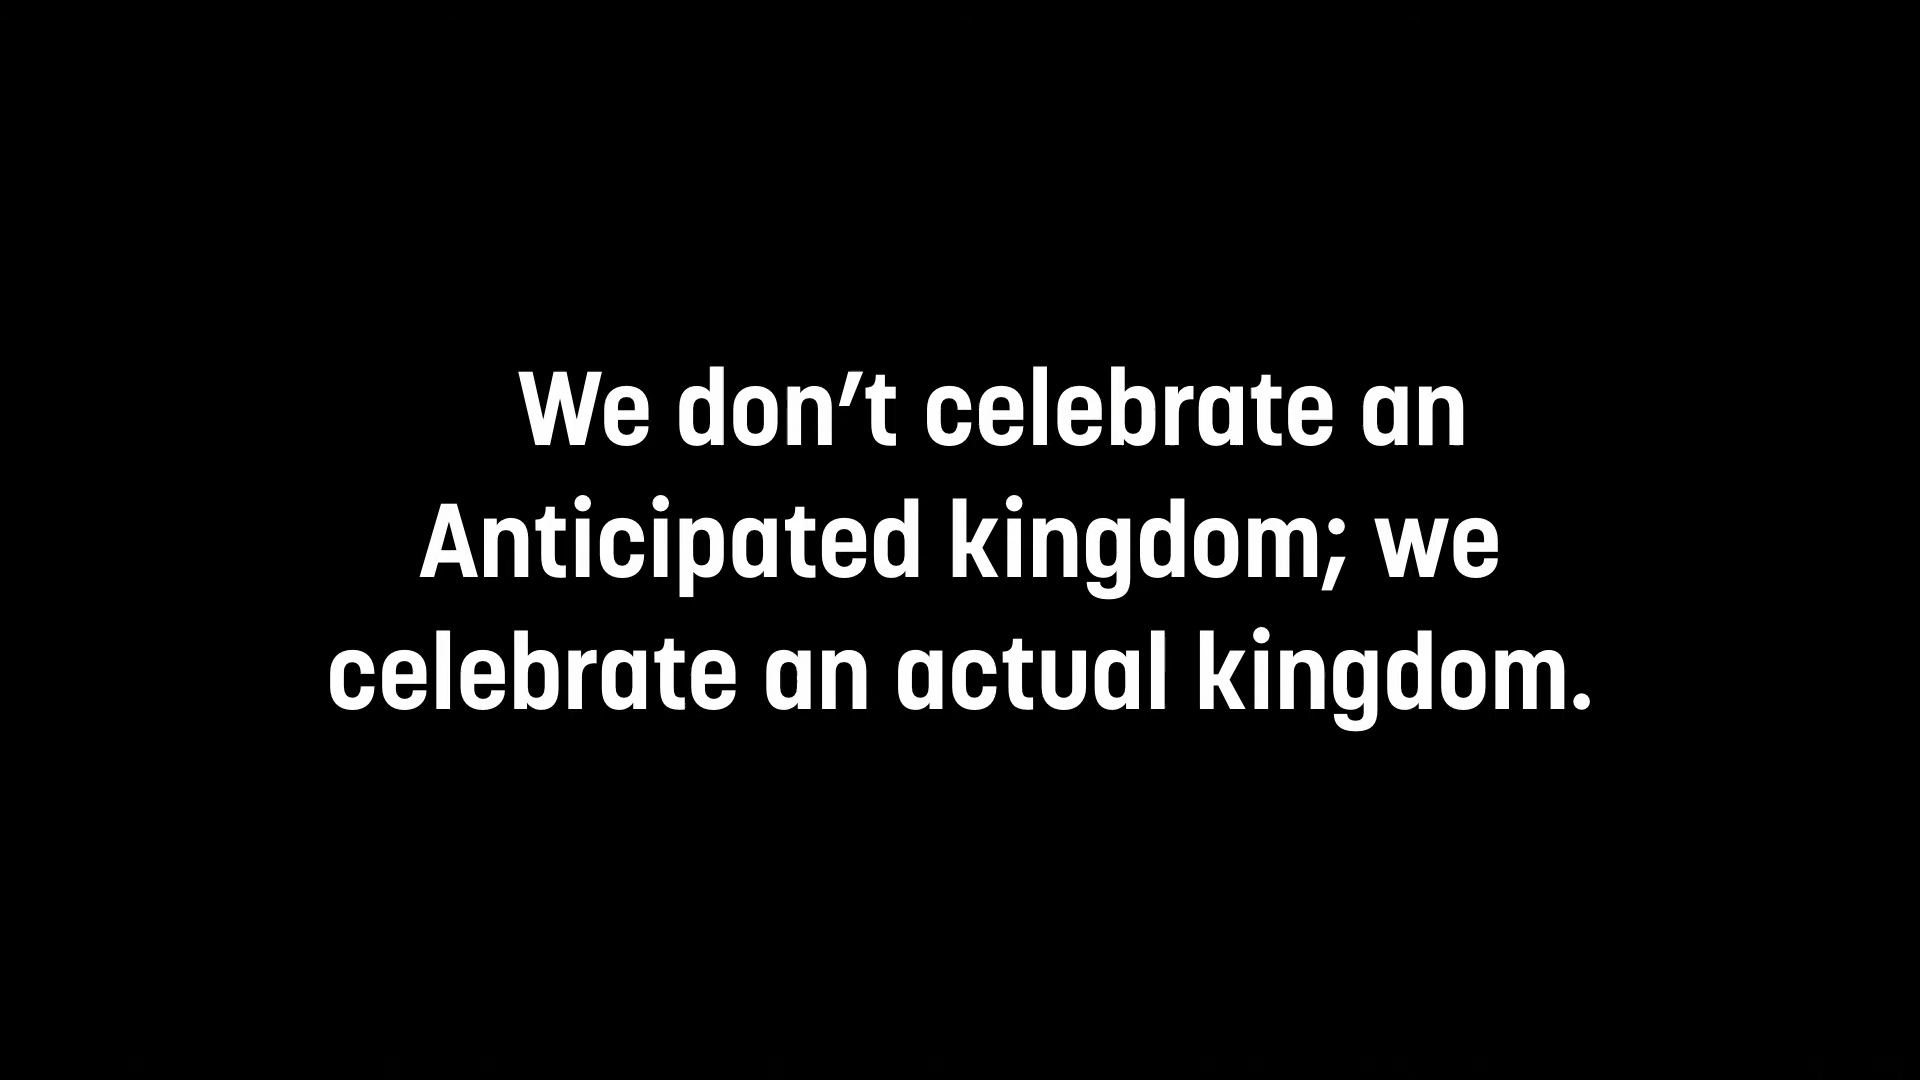 We don’t celebrate an
Anticipated kingdom; we
celebrate an actual kingdom.